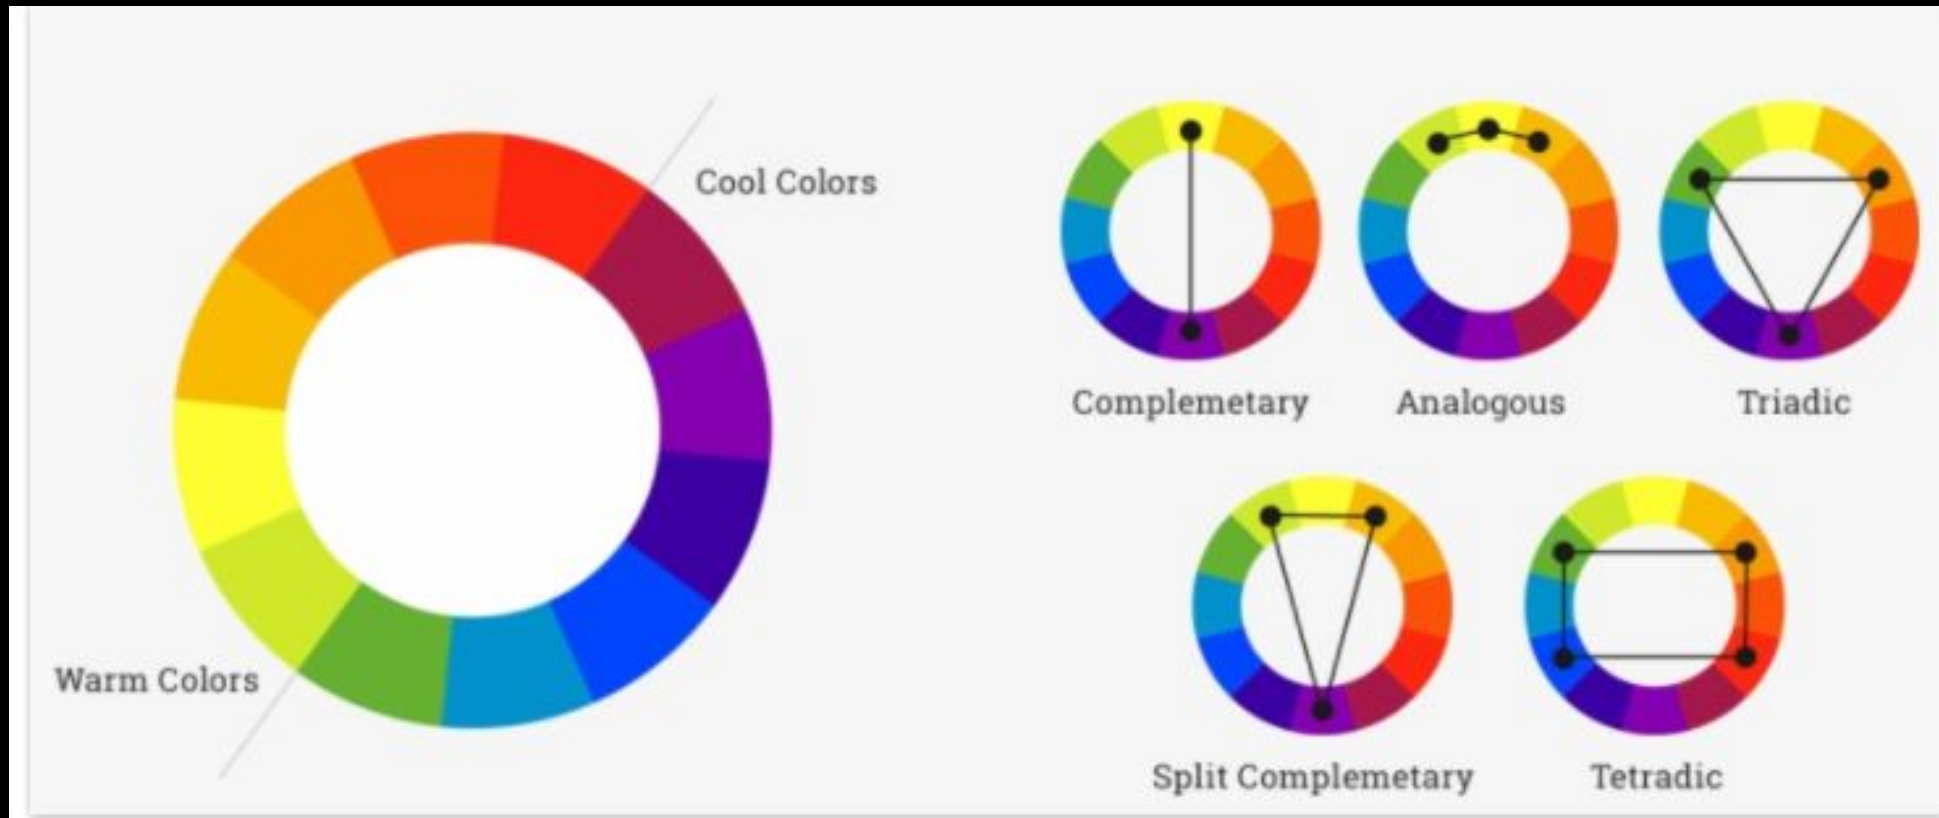 Cool Colors
Warm Colors
Complemetary
Analogous
Triadic
Split Complemetary
Tetradic